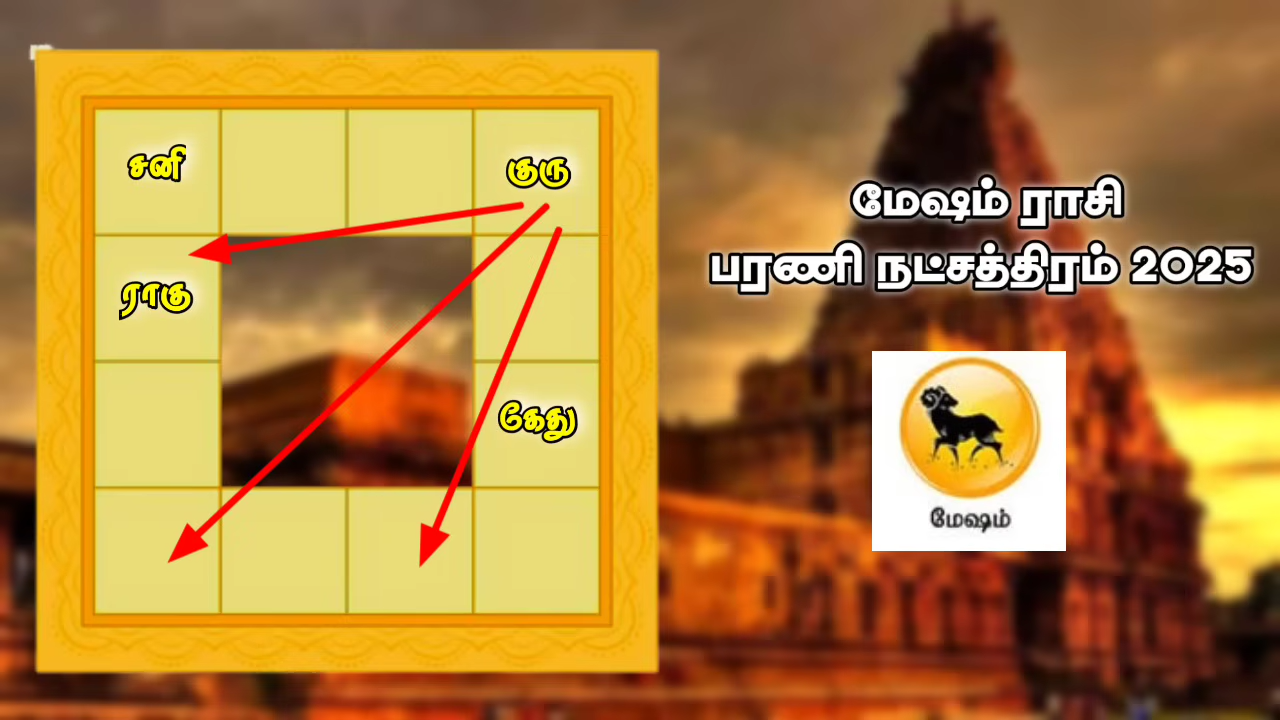 சனி
குரு
ராகு
கேது
மேஷம் ராசி
பரணி நட்சத்திரம் 2025
மேஷம்